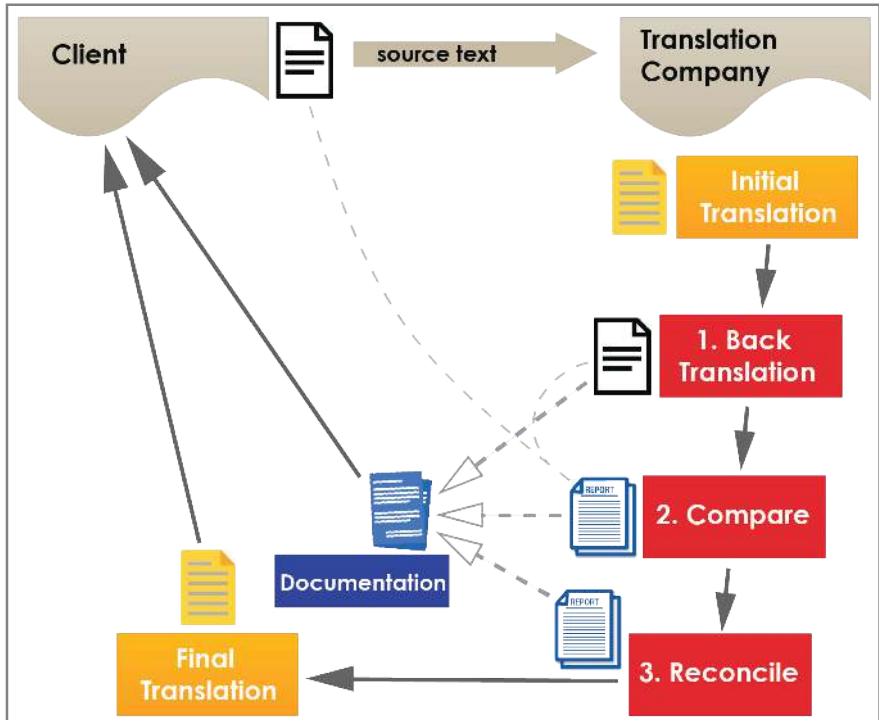 Client
source text
Translation
Company
Initial
Translation
1. Back
Translation
REPORT
2. Compare
Documentation
REPORT
Final
Translation
3. Reconcile